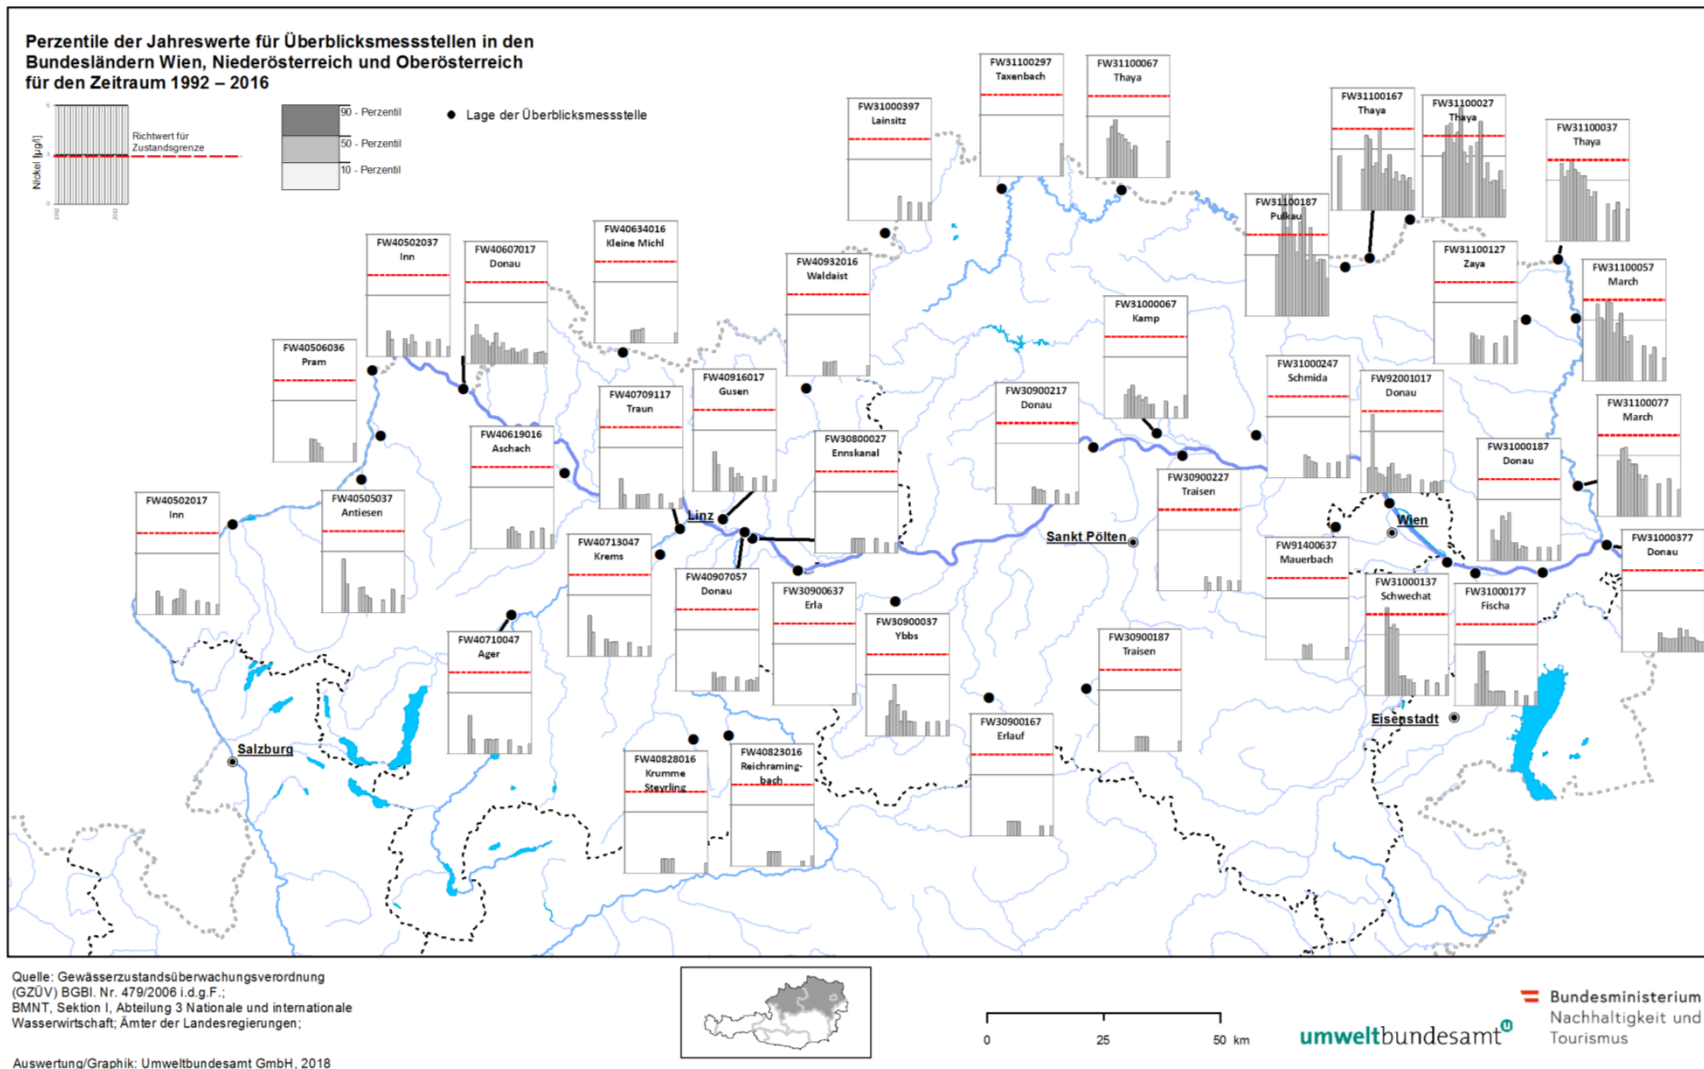 Perzentile der Jahreswerte für Überblicksmessstellen in den
Bundesländern Wien, Niederösterreich und Oberösterreich
für den Zeitraum 1992 – 2016
Nickel [µg/l]
6
3
0
1992
2012
Richtwert für
Zustandsgrenze
90 - Perzentil
50 - Perzentil
10 - Perzentil
Lage der Überblicksmessstelle
FW31100297
Taxenbach
FW31100067
Thaya
FW31000397
Lainsitz
FW31100167
Thaya
FW31100027
Thaya
FW31100037
Thaya
FW31100187
Pulkau
FW40634016
Kleine Michl
FW40502037
Inn
FW40607017
Donau
FW40932016
Waldaist
FW31100127
Zaya
FW31100057
March
FW31000067
Kamp
FW40506036
Pram
FW31000247
Schmida
FW92001017
Donau
FW40709117
Traun
FW40916017
Gusen
FW30900217
Donau
FW31100077
March
FW40619016
Aschach
FW30800027
Ennskanal
FW31000187
Donau
FW30900227
Traisen
FW40502017
Inn
FW40505037
Antiesen
Linz
Wien
Sankt Pölten
FW40713047
Krems
FW91400637
Mauerbach
FW31000377
Donau
FW40907057
Donau
FW30900637
Erla
FW31000137
Schwechat
FW31000177
Fischa
FW30900037
Ybbs
FW40710047
Ager
FW30900187
Traisen
FW30900167
Erlauf
Eisenstadt
Salzburg
FW40828016
Krumme
Steyrling
FW40823016
Reichraming-
bach
Quelle: Gewässerzustandsüberwachungsverordnung
(GZÜV) BGBl. Nr. 479/2006 i.d.g.F.;
BMNT, Sektion I, Abteilung 3 Nationale und internationale
Wasserwirtschaft; Ämter der Landesregierungen;
Auswertung/Graphik: Umweltbundesamt GmbH, 2018
0 25 50 km
umweltbundesamt
Bundesministerium
Nachhaltigkeit und
Tourismus